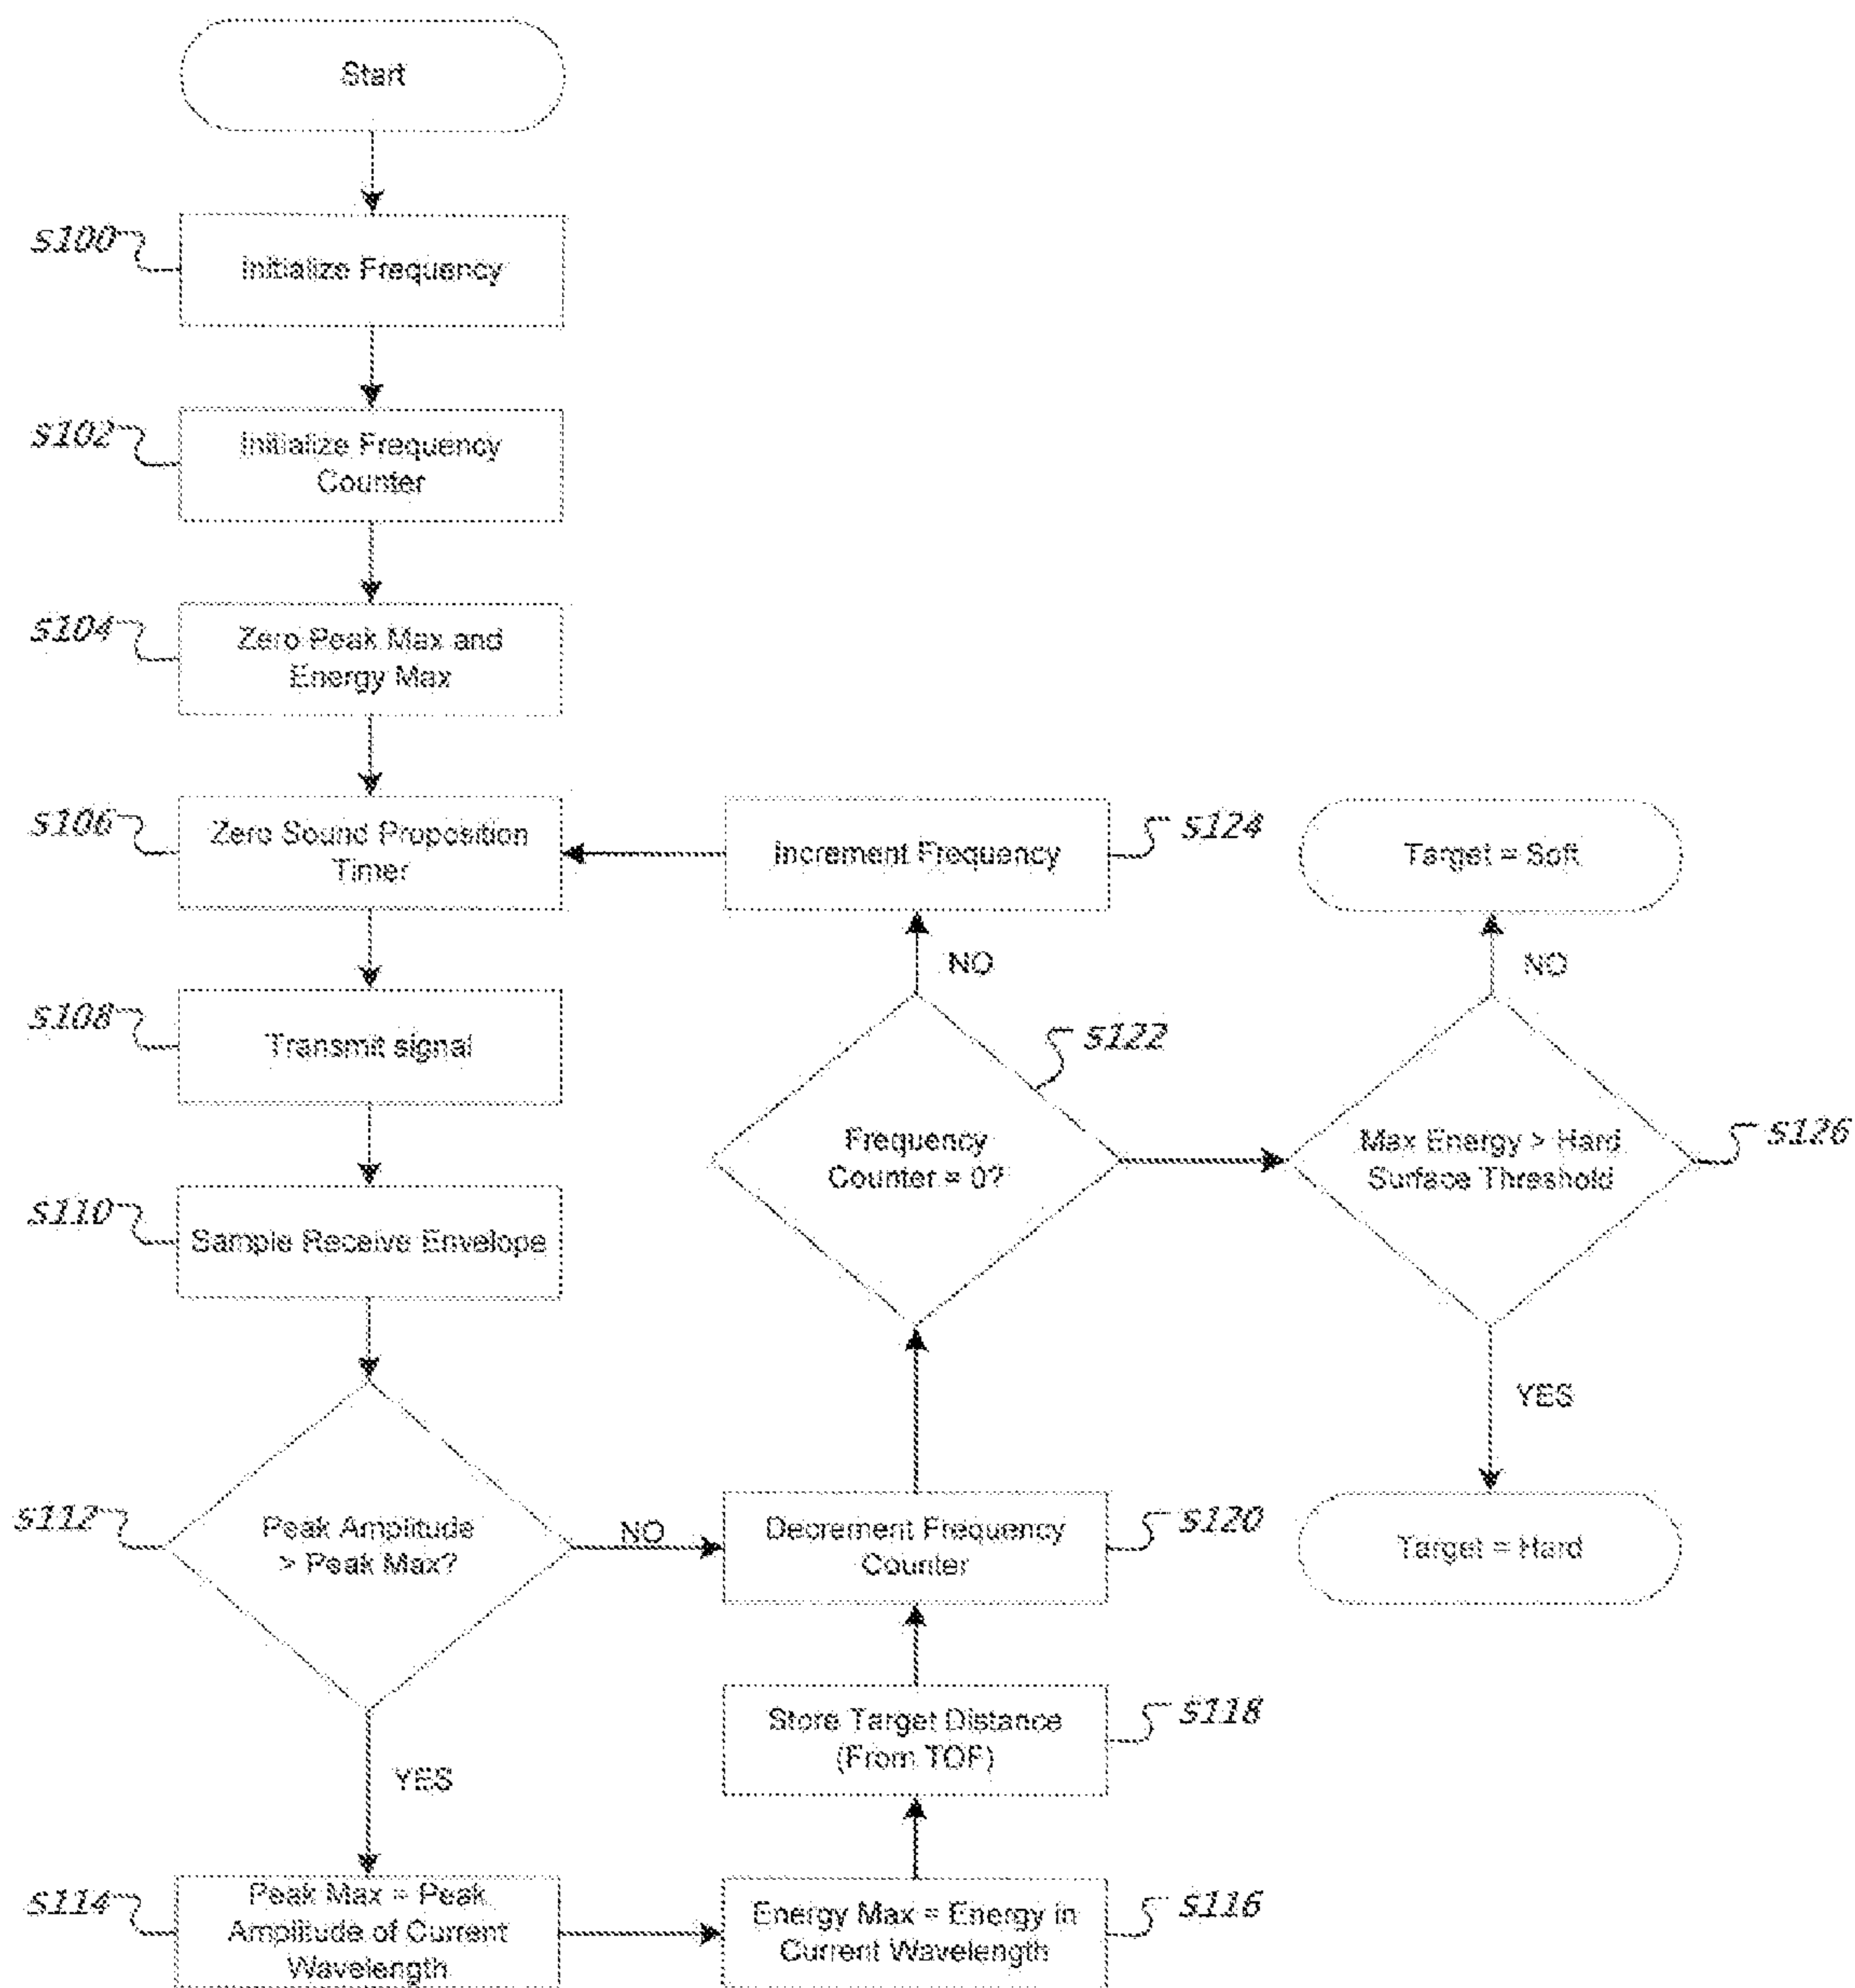 Start
s100
Initialize Frequency
s102
Initialize Frequency
Counter
s104
Zero Peak Max and
Energy Max
s106
Zero Sound Proposition
Timer
s108
Transmit signal
s110
Sample Receive Envelope
s112
Peak Amplitude
> Peak Max?
NO
YES
s114
Peak Max = Peak
Amplitude of Current
Wavelength
Energy Max = Energy in
Current Wavelength
s116
Store Target Distance
(From TOF)
s118
Decrement Frequency
Counter
s120
Frequency
Counter = 0?
s122
NO
Increment Frequency
s124
Max Energy > Hard
Surface Threshold
s126
NO
Target = Soft
YES
Target = Hard